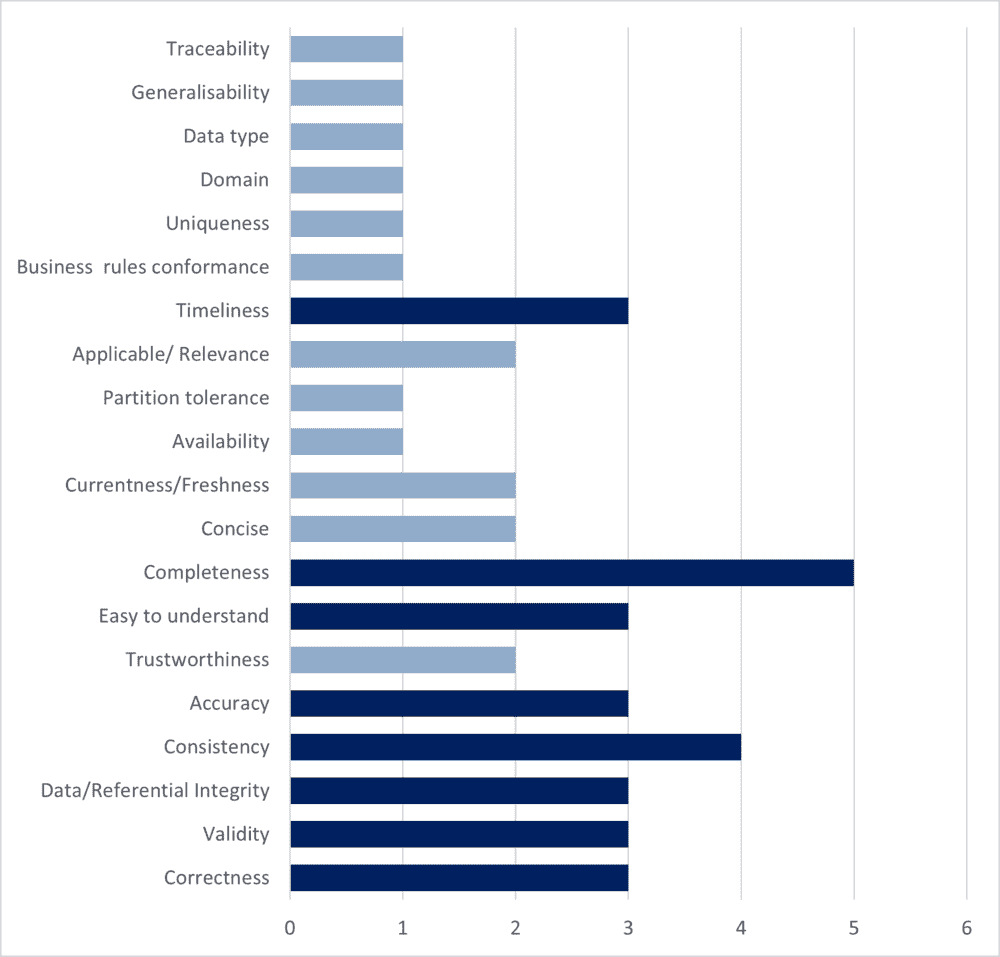 Traceability
Generalisability
Data type
Domain
Uniqueness
Business  rules conformance
Timeliness
Applicable/ Relevance
Partition tolerance
Availability
Currentness/Freshness
Concise
Completeness
Easy to understand
Trustworthiness
Accuracy
Consistency
Data/Referential Integrity
Validity
Correctness
0 1 2 3 4 5 6